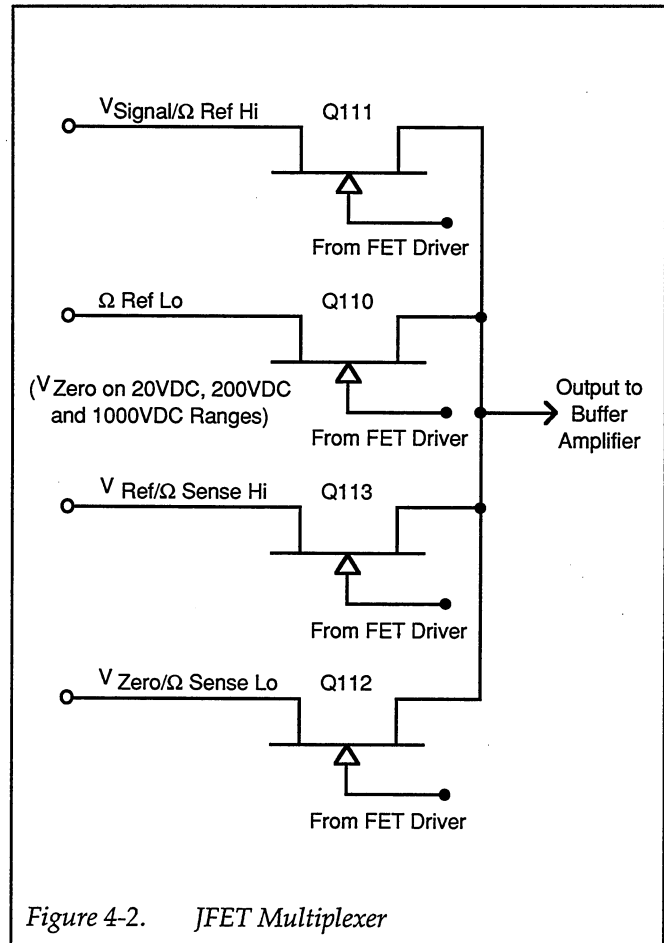 VSignal/Ω Ref Hi
Q111
From FET Driver
Ω Ref Lo
Q110
(V Zero on 20VDC, 200VDC
and 1000VDC Ranges)
From FET Driver
Output to
Buffer
Amplifier
V Ref/Ω Sense Hi
Q113
From FET Driver
V Zero/Ω Sense Lo
Q112
From FET Driver
Figure 4-2. JFET Multiplexer